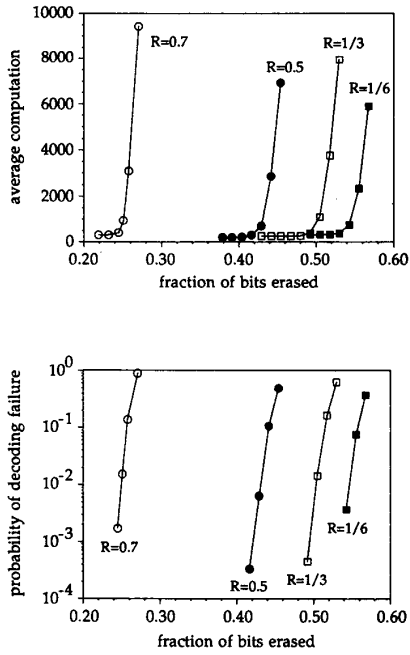 10000
8000
6000
4000
2000
0
average computation
R=0.7
R=0.5
R=1/3
R=1/6
0.20 0.30 0.40 0.50 0.60
fraction of bits erased
10^0
10^-1
10^-2
10^-3
10^-4
probability of decoding failure
R=0.7
R=0.5
R=1/3
R=1/6
0.20 0.30 0.40 0.50 0.60
fraction of bits erased